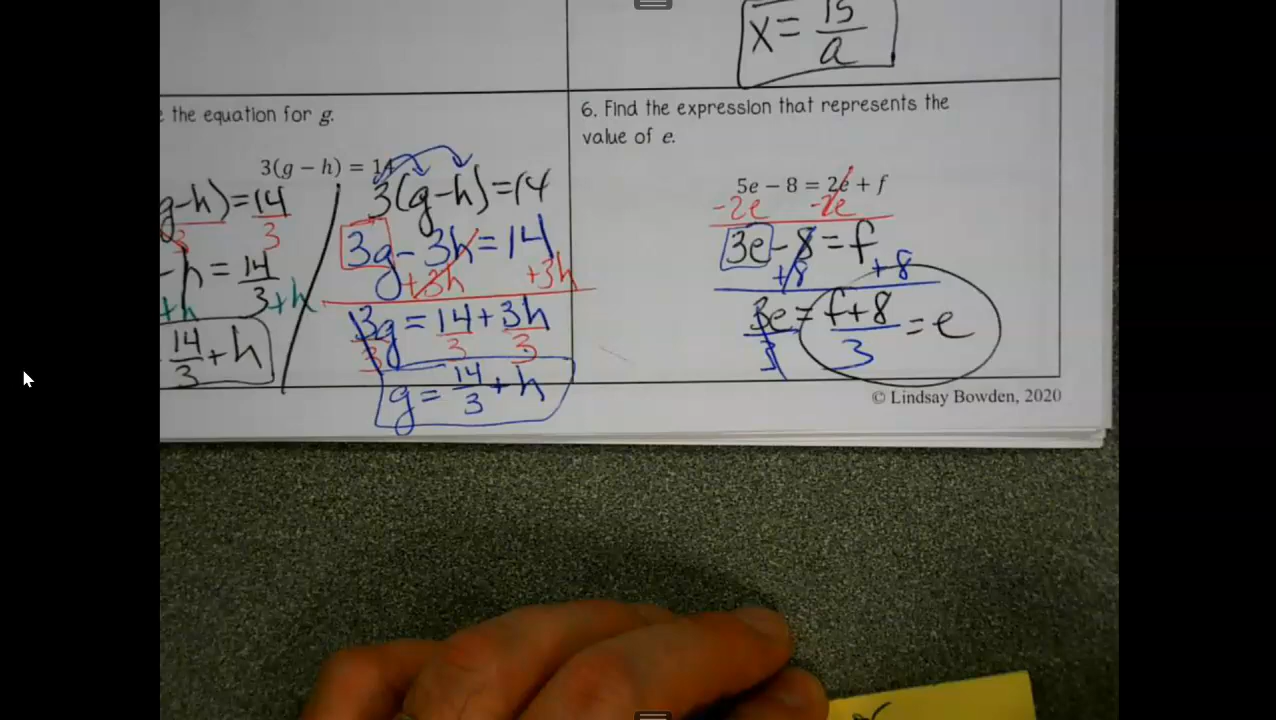 x = 15/a
the equation for g.
3(g − h) = 14
g-h) = 14
3 3
-h = 14/3
+h +h
14/3 + h
3(g-h) = 14
3g - 3h = 14
+3h +3h
3g = 14 + 3h
3 3 3
g = 14/3 + h
6. Find the expression that represents the
value of e.
5e − 8 = 2e + f
-2e -2e
3e - 8 = f
+8 +8
3e = f+8 = e
3 3
© Lindsay Bowden, 2020